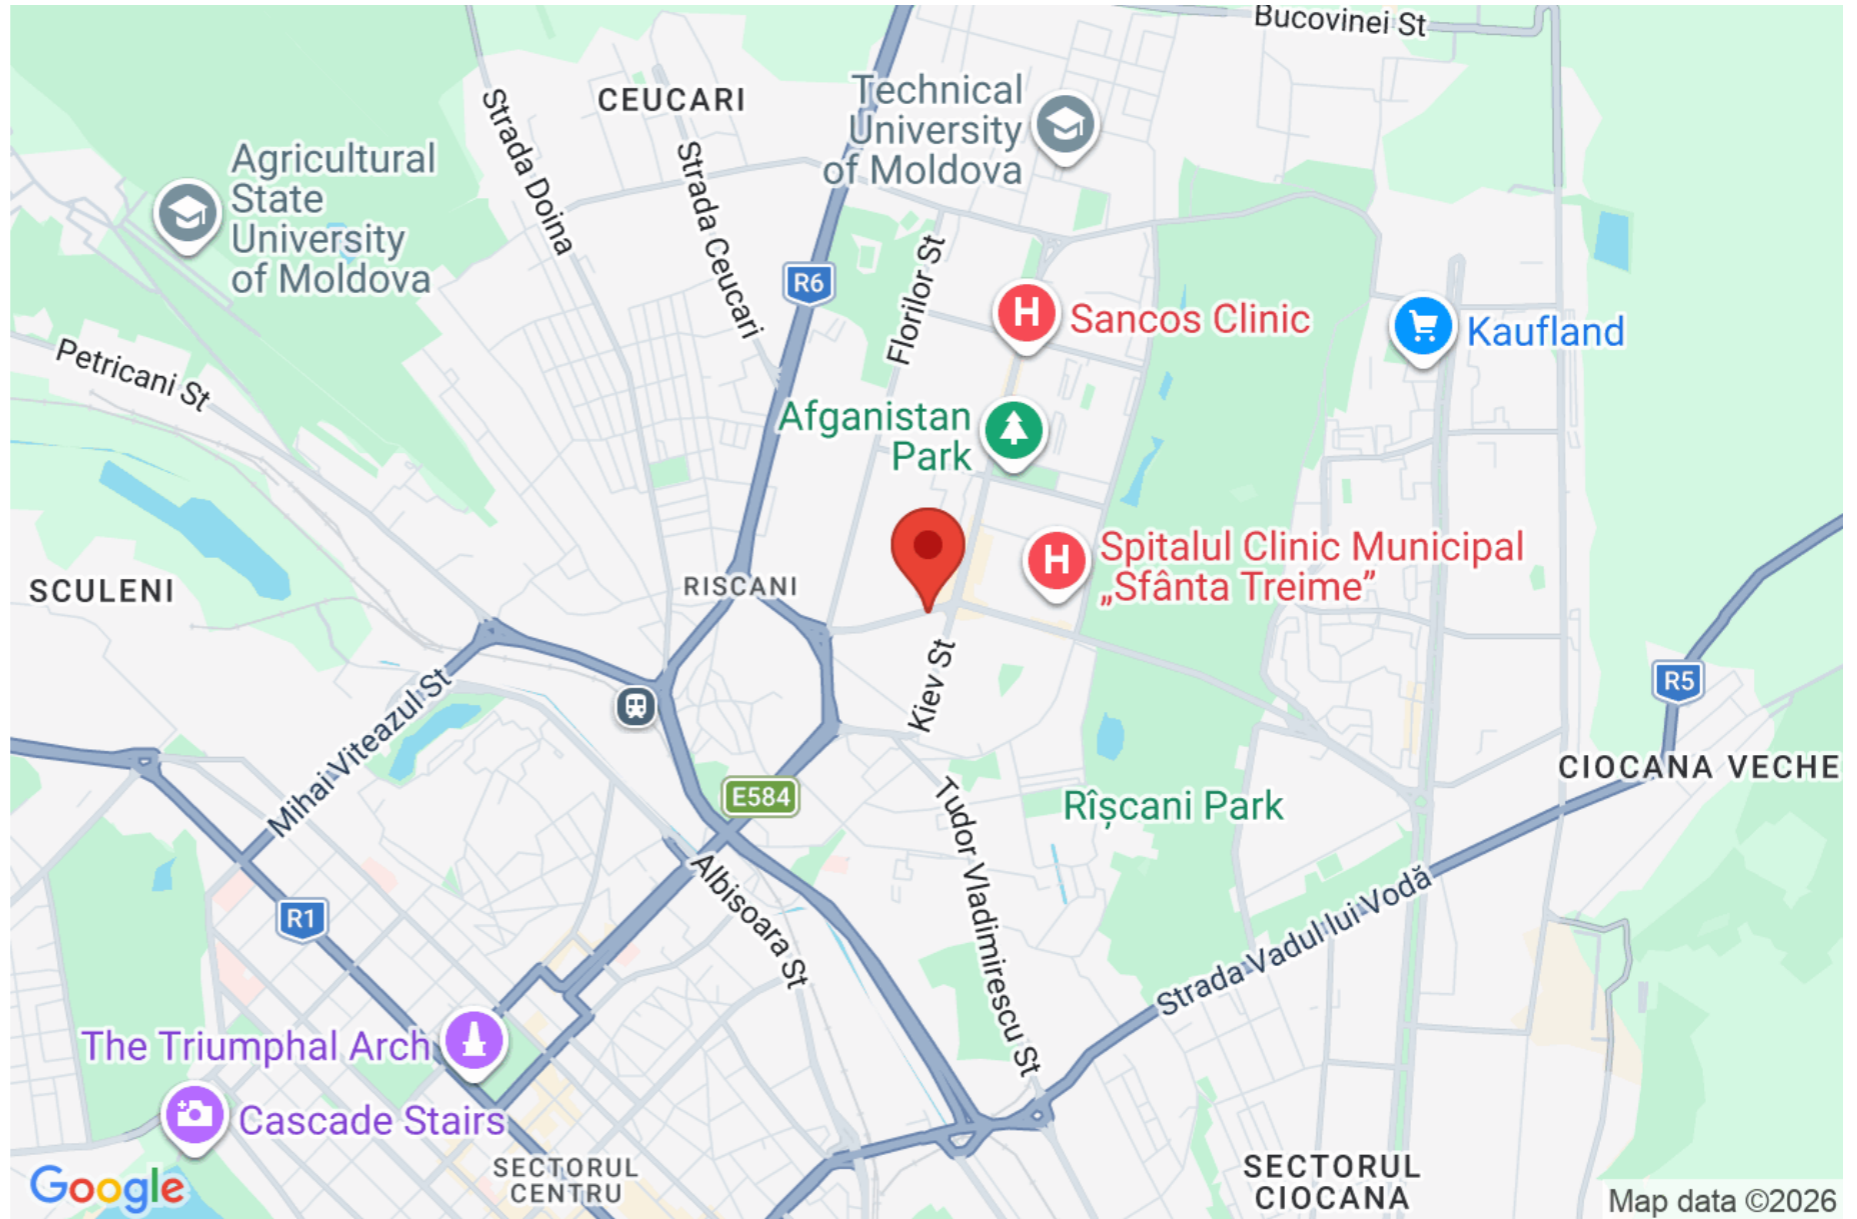 Bucovinei St
CEUCARI
Technical
University
of Moldova
Strada Doina
Strada Ceucari
Agricultural
State
University
of Moldova
R6
Florilor St
Sancos Clinic
Kaufland
Petricani St
Afganistan
Park
Spitalul Clinic Municipal
„Sfânta Treime”
SCULENI
RISCANI
Kiev St
R5
Mihai Viteazul St
CIOCANA VECHE
E584
Rîșcani Park
Tudor Vladimirescu St
Albisoara St
R1
Strada Vadul lui Vodă
The Triumphal Arch
Cascade Stairs
SECTORUL
CENTRU
SECTORUL
CIOCANA
Google
Map data ©2026